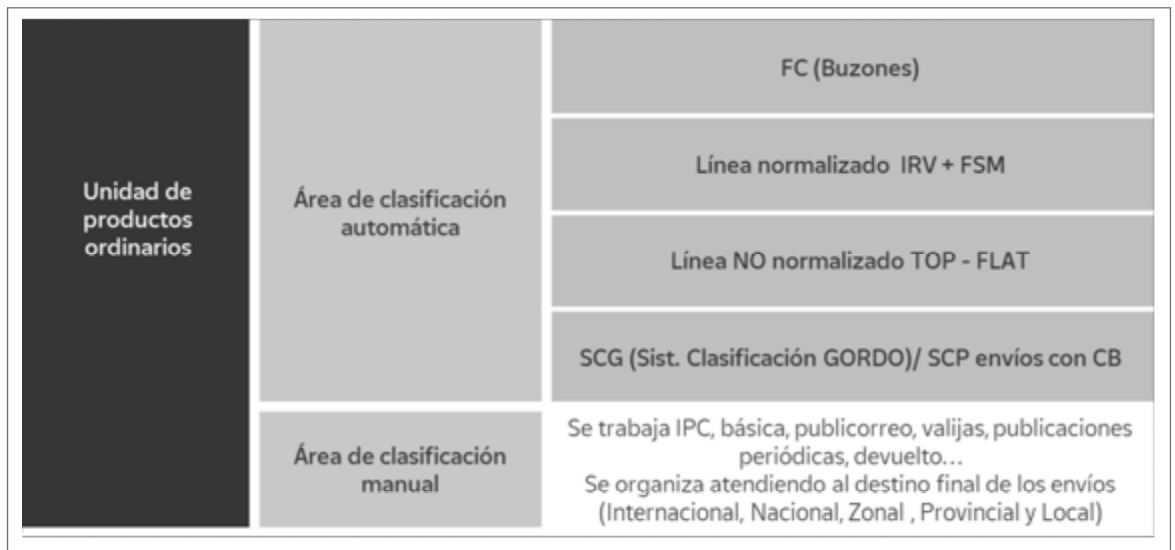 Unidad de
productos
ordinarios
Área de clasificación
automática
FC (Buzones)
Línea normalizado IRV + FSM
Línea NO normalizado TOP - FLAT
SCG (Sist. Clasificación GORDO)/ SCP envíos con CB
Área de clasificación
manual
Se trabaja IPC, básica, publicorreo, valijas, publicaciones
periódicas, devuelto...
Se organiza atendiendo al destino final de los envíos
(Internacional, Nacional, Zonal , Provincial y Local)